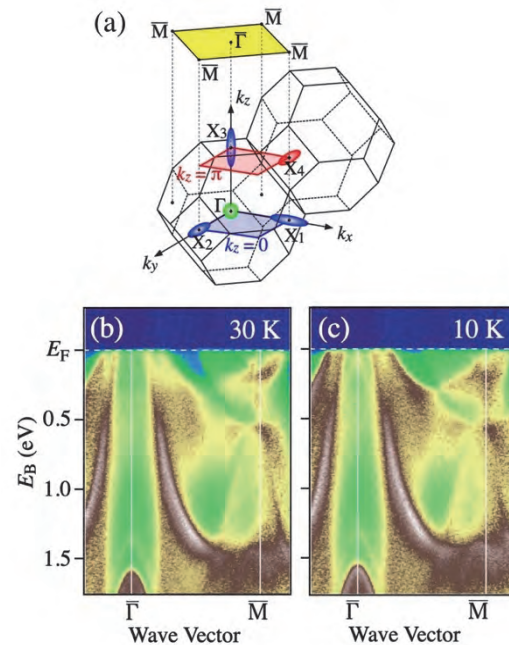 (a)
M̅
M̅
Γ̅
M̅
M̅
kz
X3
X4
kz = π
Γ
X2
kz = 0
X1
kx
ky
(b) 30 K
(c) 10 K
EF
0.5
1.0
1.5
EB (eV)
Γ̅ M̅
Γ̅ M̅
Wave Vector
Wave Vector